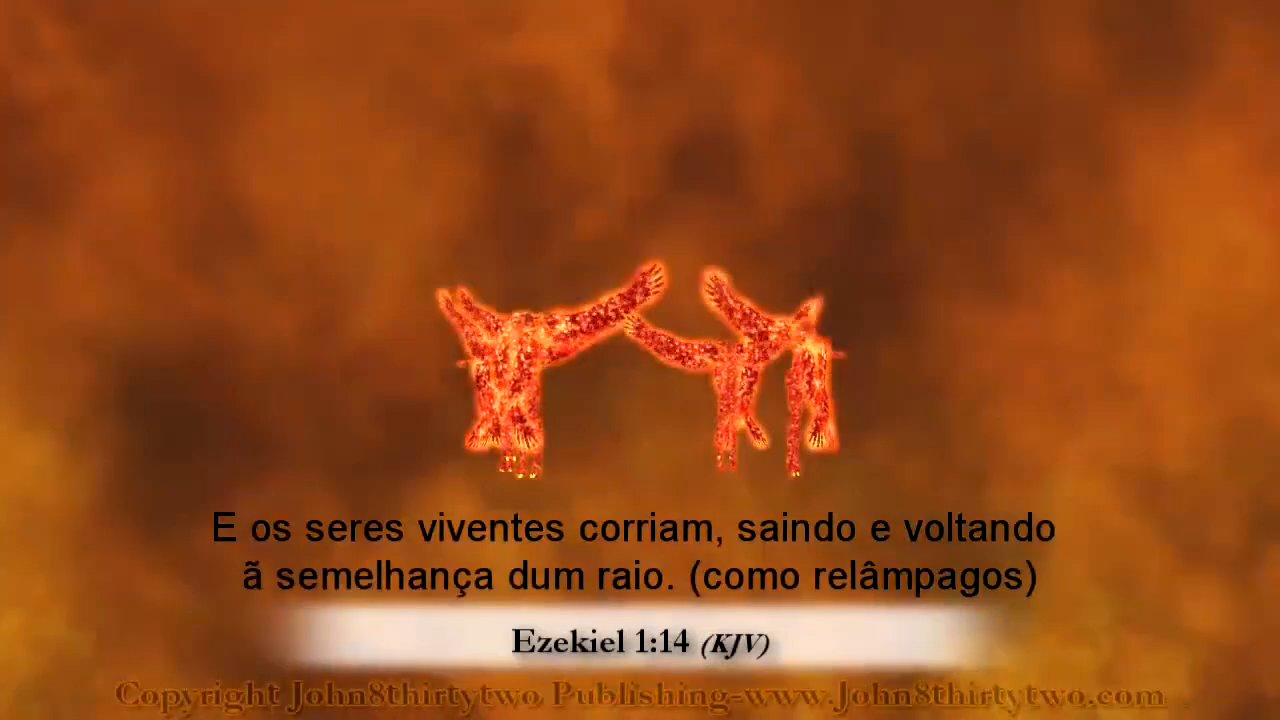 E os seres viventes corriam, saindo e voltando
ã semelhança dum raio. (como relâmpagos)
Ezekiel 1:14 (KJV)
Copyright John8thirtytwo Publishing-www.John8thirtytwo.com